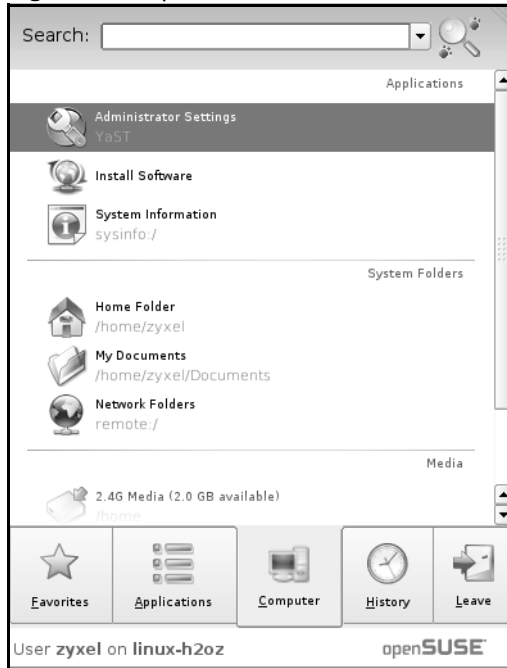 Search:
Applications
Administrator Settings
YaST
Install Software
System Information
sysinfo:/
System Folders
Home Folder
/home/zyxel
My Documents
/home/zyxel/Documents
Network Folders
remote:/
Media
2.4G Media (2.0 GB available)
/home
Favorites
Applications
Computer
History
Leave
User zyxel on linux-h2oz
openSUSE